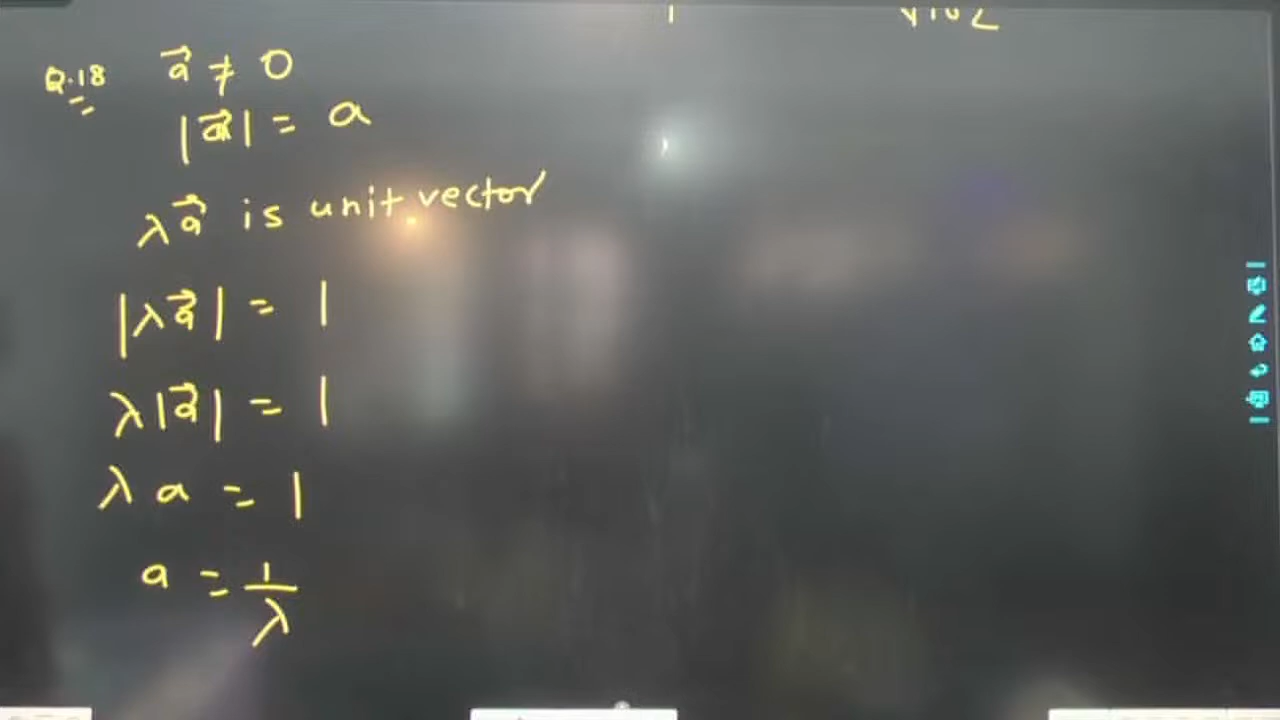 Q.18 a⃗ ≠ 0
|a⃗| = a
λa⃗ is unit vector
|λa⃗| = 1
λ|a⃗| = 1
λ a = 1
a = 1/λ